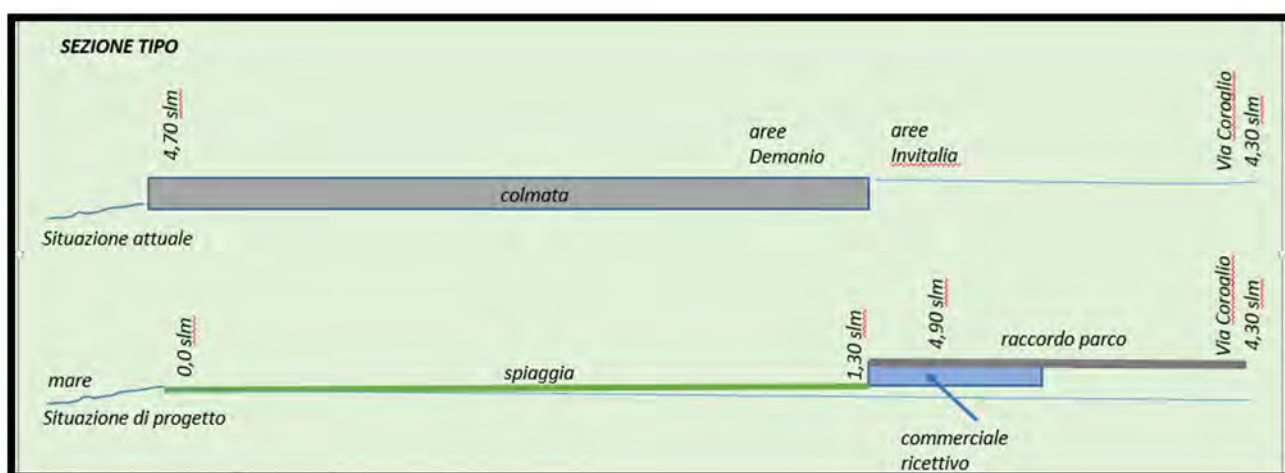 SEZIONE TIPO
4,70 slm
aree
Demanio
aree
Invitalia
Via Coroalio
4,30 slm
colmata
Situazione attuale
mare
0,0 slm
spiaggia
1,30 slm
4,90 slm
raccordo parco
Via Coroalio
4,30 slm
Situazione di progetto
commerciale
ricettivo